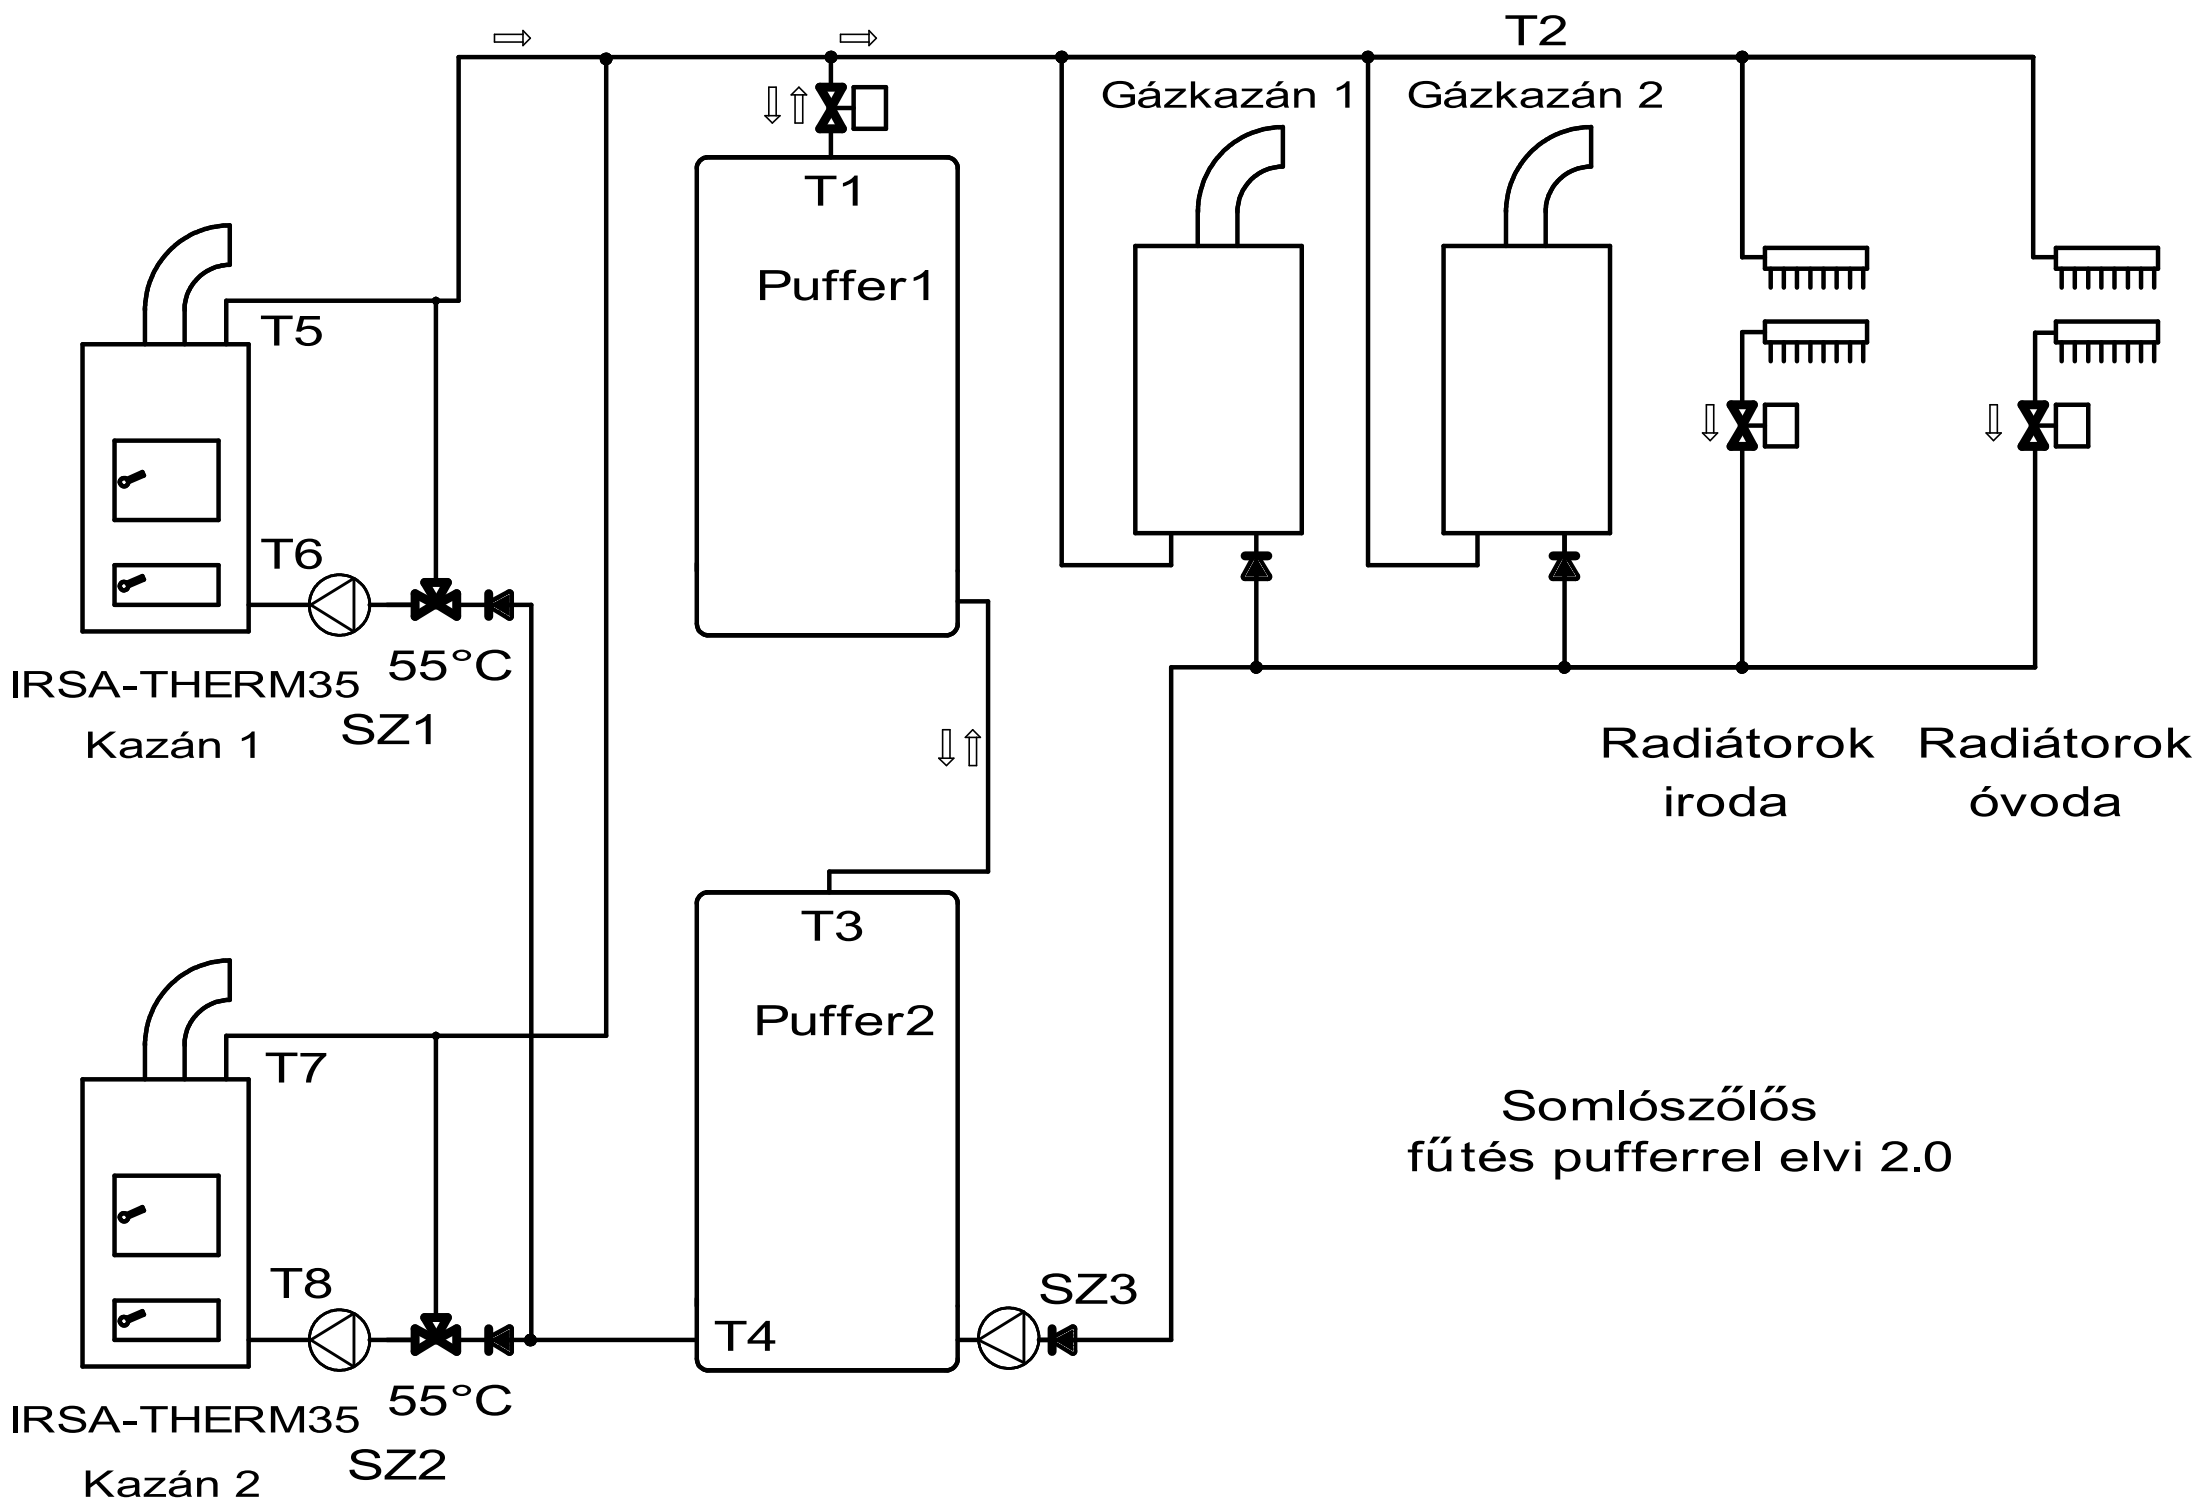 T2
Gázkazán 1
Gázkazán 2
T1
Puffer1
T5
T6
55°C
IRSA-THERM35
SZ1
Kazán 1
Radiátorok
iroda
Radiátorok
óvoda
T3
Puffer2
T7
Somlószőlős
fűtés pufferrel elvi 2.0
T8
SZ3
T4
55°C
IRSA-THERM35
SZ2
Kazán 2